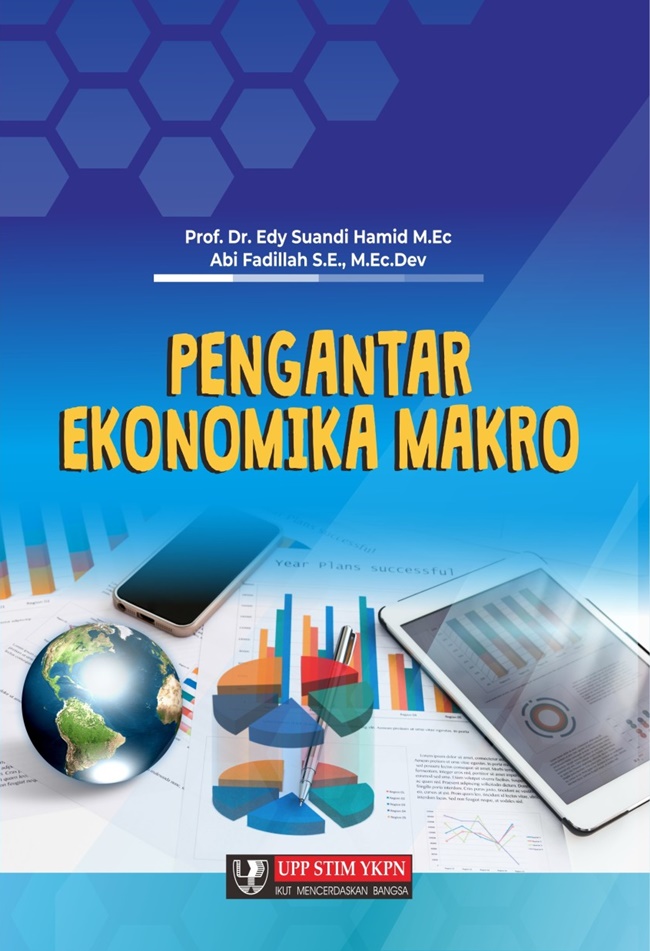 Prof. Dr. Edy Suandi Hamid M.Ec
Abi Fadillah S.E., M.Ec.Dev
PENGANTAR
EKONOMIKA MAKRO
Year Plans Successful
UPP STIM YKPN
IKUT MENCERDASKAN BANGSA